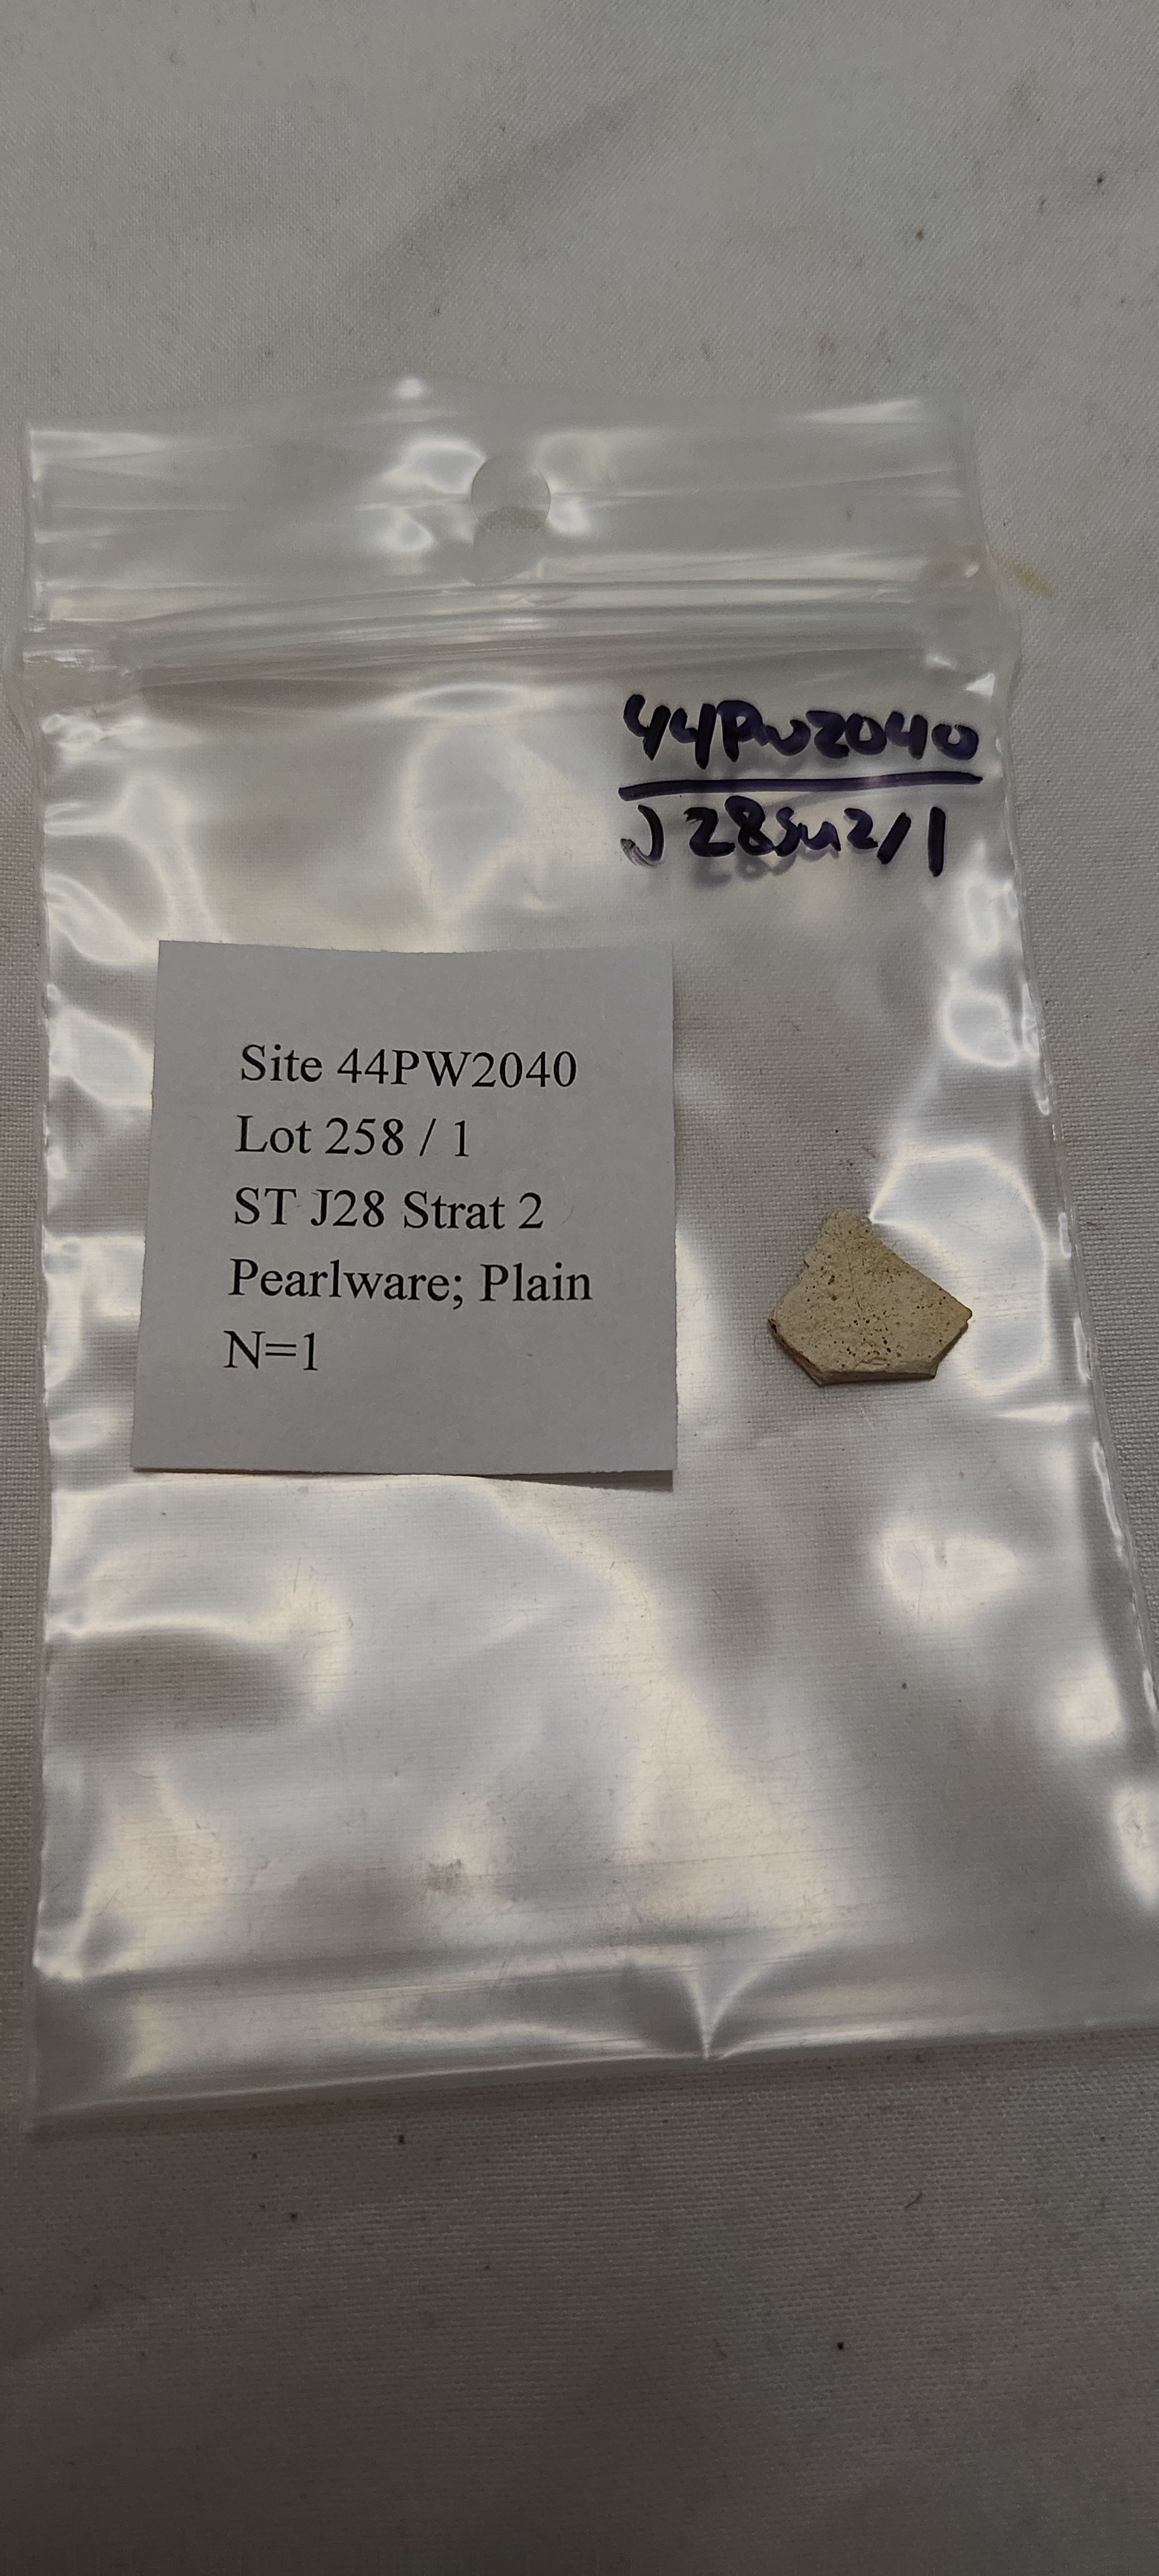 44PW2040
J28SU2/1
Site 44PW2040
Lot 258 / 1
ST J28 Strat 2
Pearlware; Plain
N=1